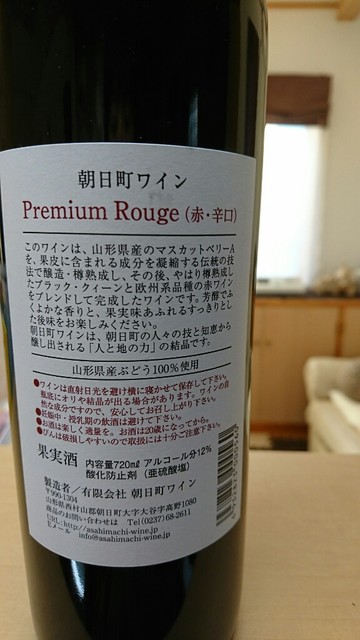 朝日町ワイン
Premium Rouge（赤・辛口）
このワインは、山形県産のマスカットベリーA
を、果皮に含まれる成分を凝縮する伝統の技
法で醸造・樽熟成し、その後、やはり樽熟成し
たブラック・クィーンと欧州系品種の赤ワイン
をブレンドして完成したワインです。芳醇でふ
くよかな香りと、果実味あふれるすっきりとし
た後味をお楽しみください。
朝日町ワインは、朝日町の人々の技と知恵から
醸し出される「人と地の力」の結晶です。
山形県産ぶどう100%使用
●ワインは直射日光を避け横に寝かせて保存して下さい。
瓶底にオリや結晶が出る場合があります。ワインの自
然な成分ですので、安心してお召し上がり下さい。
●妊娠中・授乳期の飲酒は避けて下さい。
●お酒は楽しく適量を。お酒は20歳になってから。
●びんは破損しやすいので取扱には十分ご注意下さい。
果実酒 内容量720㎖ アルコール分12%
酸化防止剤（亜硫酸塩）
製造者／有限会社 朝日町ワイン
〒990-1304
山形県西村山郡朝日町大字大谷字高野1080
商品のお問い合わせは Tel(0237)68-2611
URL:http://asahimachi-wine.jp
Eメール info@asahimachi-wine.jp